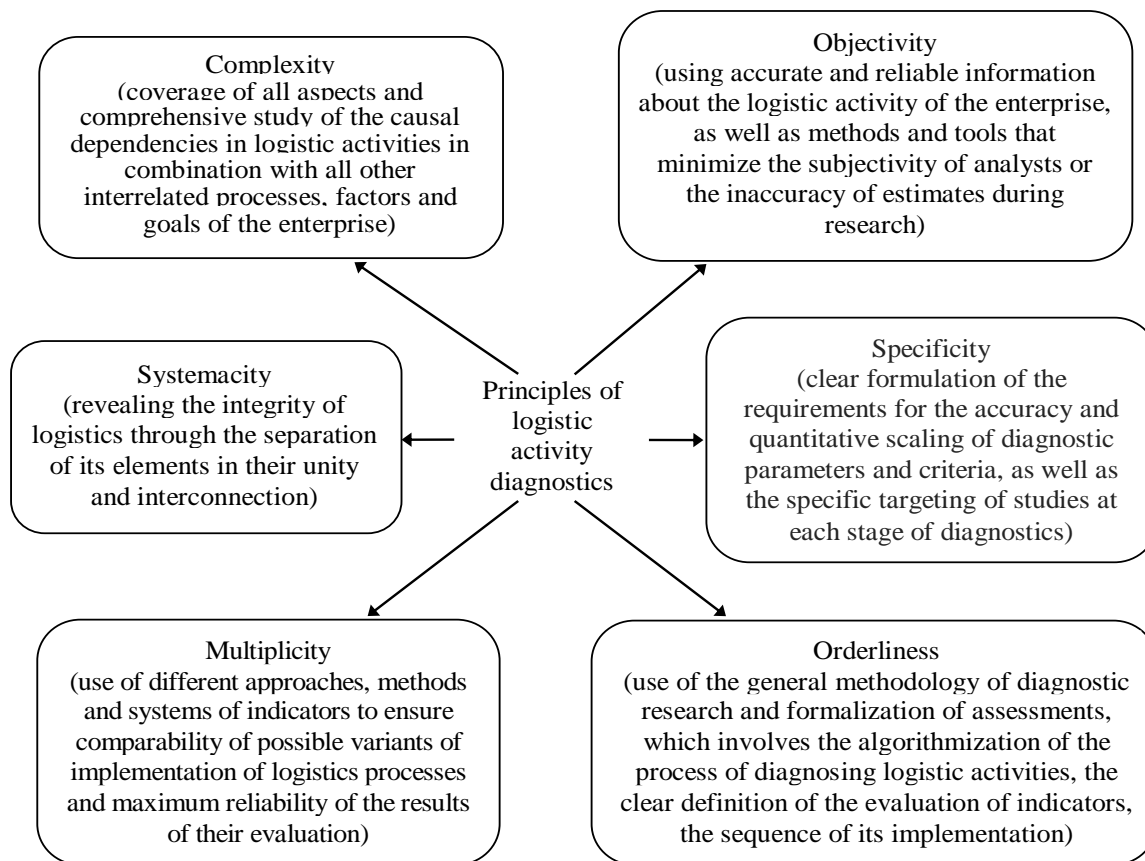 Complexity
(coverage of all aspects and
comprehensive study of the causal
dependencies in logistic activities in
combination with all other
interrelated processes, factors and
goals of the enterprise)
Objectivity
(using accurate and reliable information
about the logistic activity of the enterprise,
as well as methods and tools that
minimize the subjectivity of analysts or
the inaccuracy of estimates during
research)
Systemacity
(revealing the integrity of
logistics through the separation
of its elements in their unity
and interconnection)
Principles of
logistic
activity
diagnostics
Specificity
(clear formulation of the
requirements for the accuracy and
quantitative scaling of diagnostic
parameters and criteria, as well as
the specific targeting of studies at
each stage of diagnostics)
Multiplicity
(use of different approaches, methods
and systems of indicators to ensure
comparability of possible variants of
implementation of logistics processes
and maximum reliability of the results
of their evaluation)
Orderliness
(use of the general methodology of diagnostic
research and formalization of assessments,
which involves the algorithmization of the
process of diagnosing logistic activities, the
clear definition of the evaluation of indicators,
the sequence of its implementation)